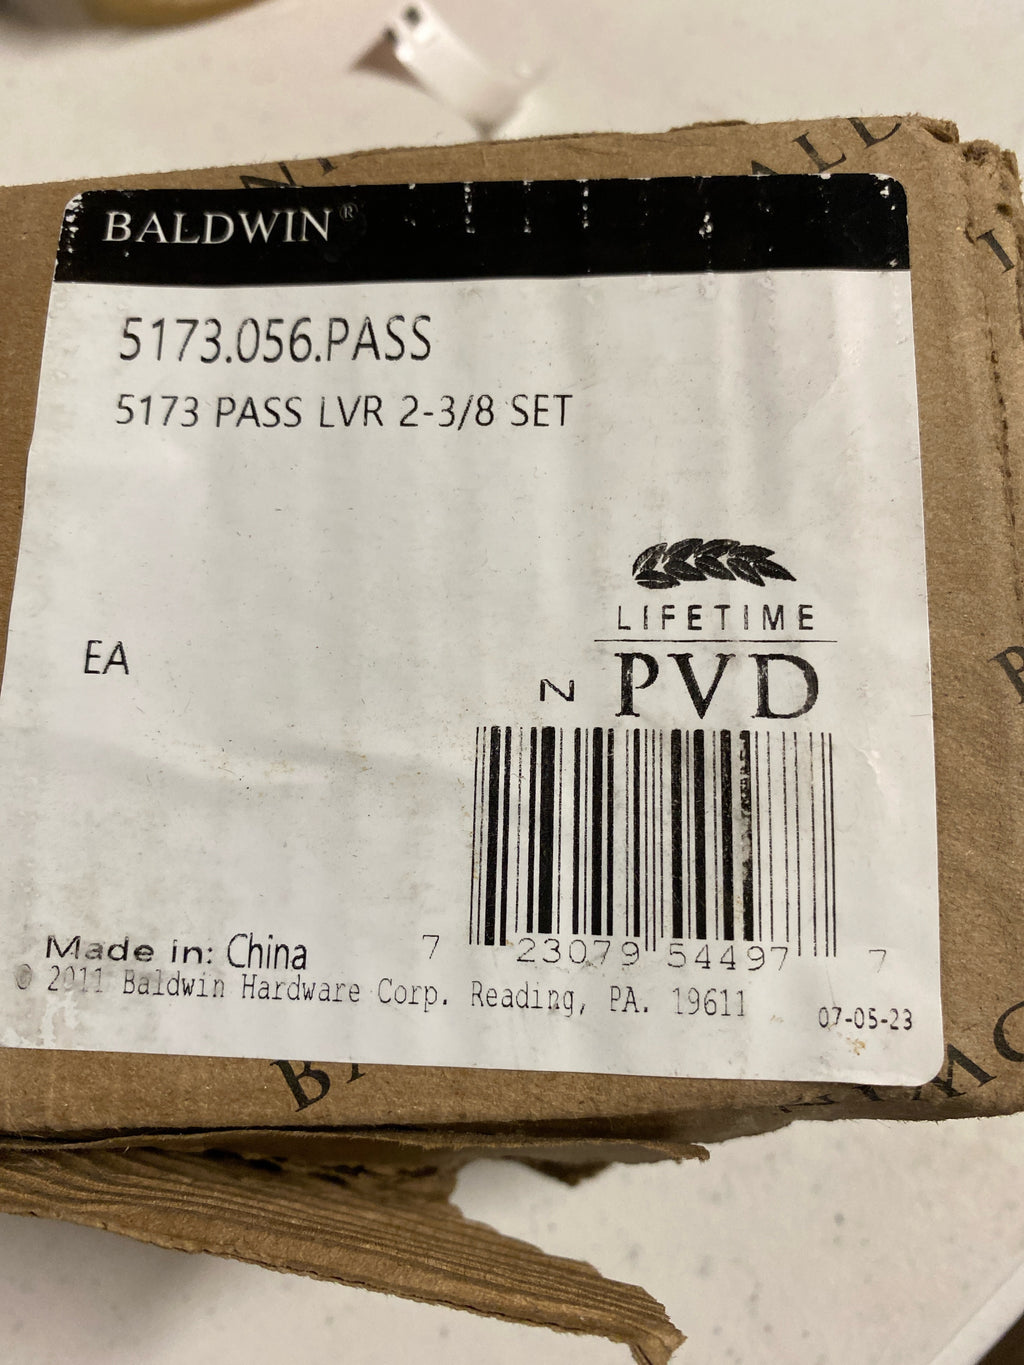 BALDWIN®
5173.056.PASS
5173 PASS LVR 2-3/8 SET
LIFETIME
EA
N PVD
Made in: China
7 23079 54497 7
© 2011 Baldwin Hardware Corp. Reading, PA. 19611
07-05-23